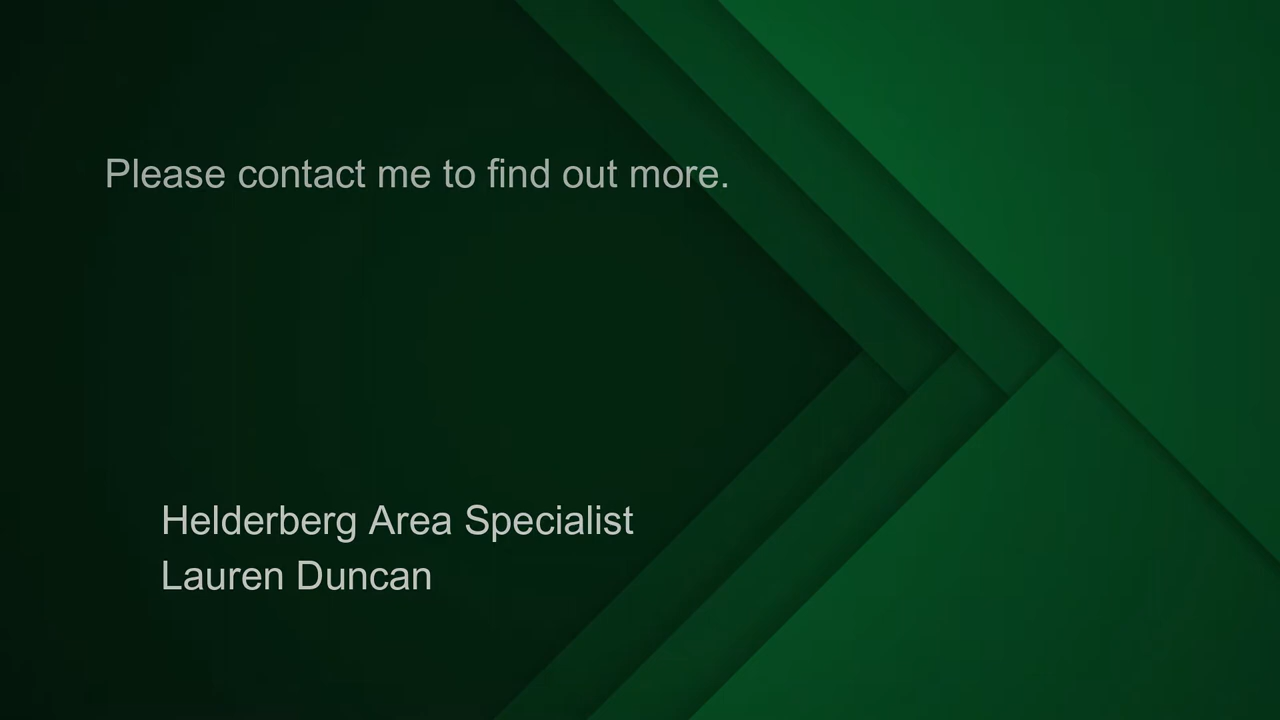 Please contact me to find out more.
Helderberg Area Specialist
Lauren Duncan